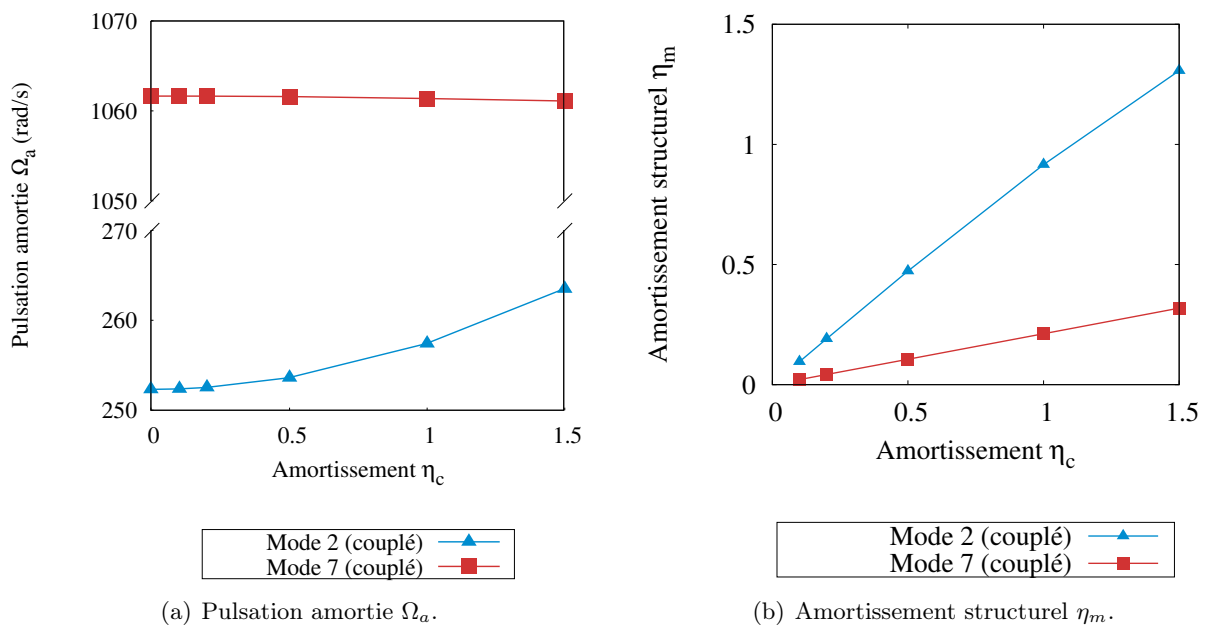 1070
1060
1050
270
260
250
Pulsation amortie Ωa (rad/s)
0 0.5 1 1.5
Amortissement ηc
Mode 2 (couplé)
Mode 7 (couplé)
(a) Pulsation amortie Ωa.
1.5
1
0.5
0
Amortissement structurel ηm
0 0.5 1 1.5
Amortissement ηc
Mode 2 (couplé)
Mode 7 (couplé)
(b) Amortissement structurel ηm.